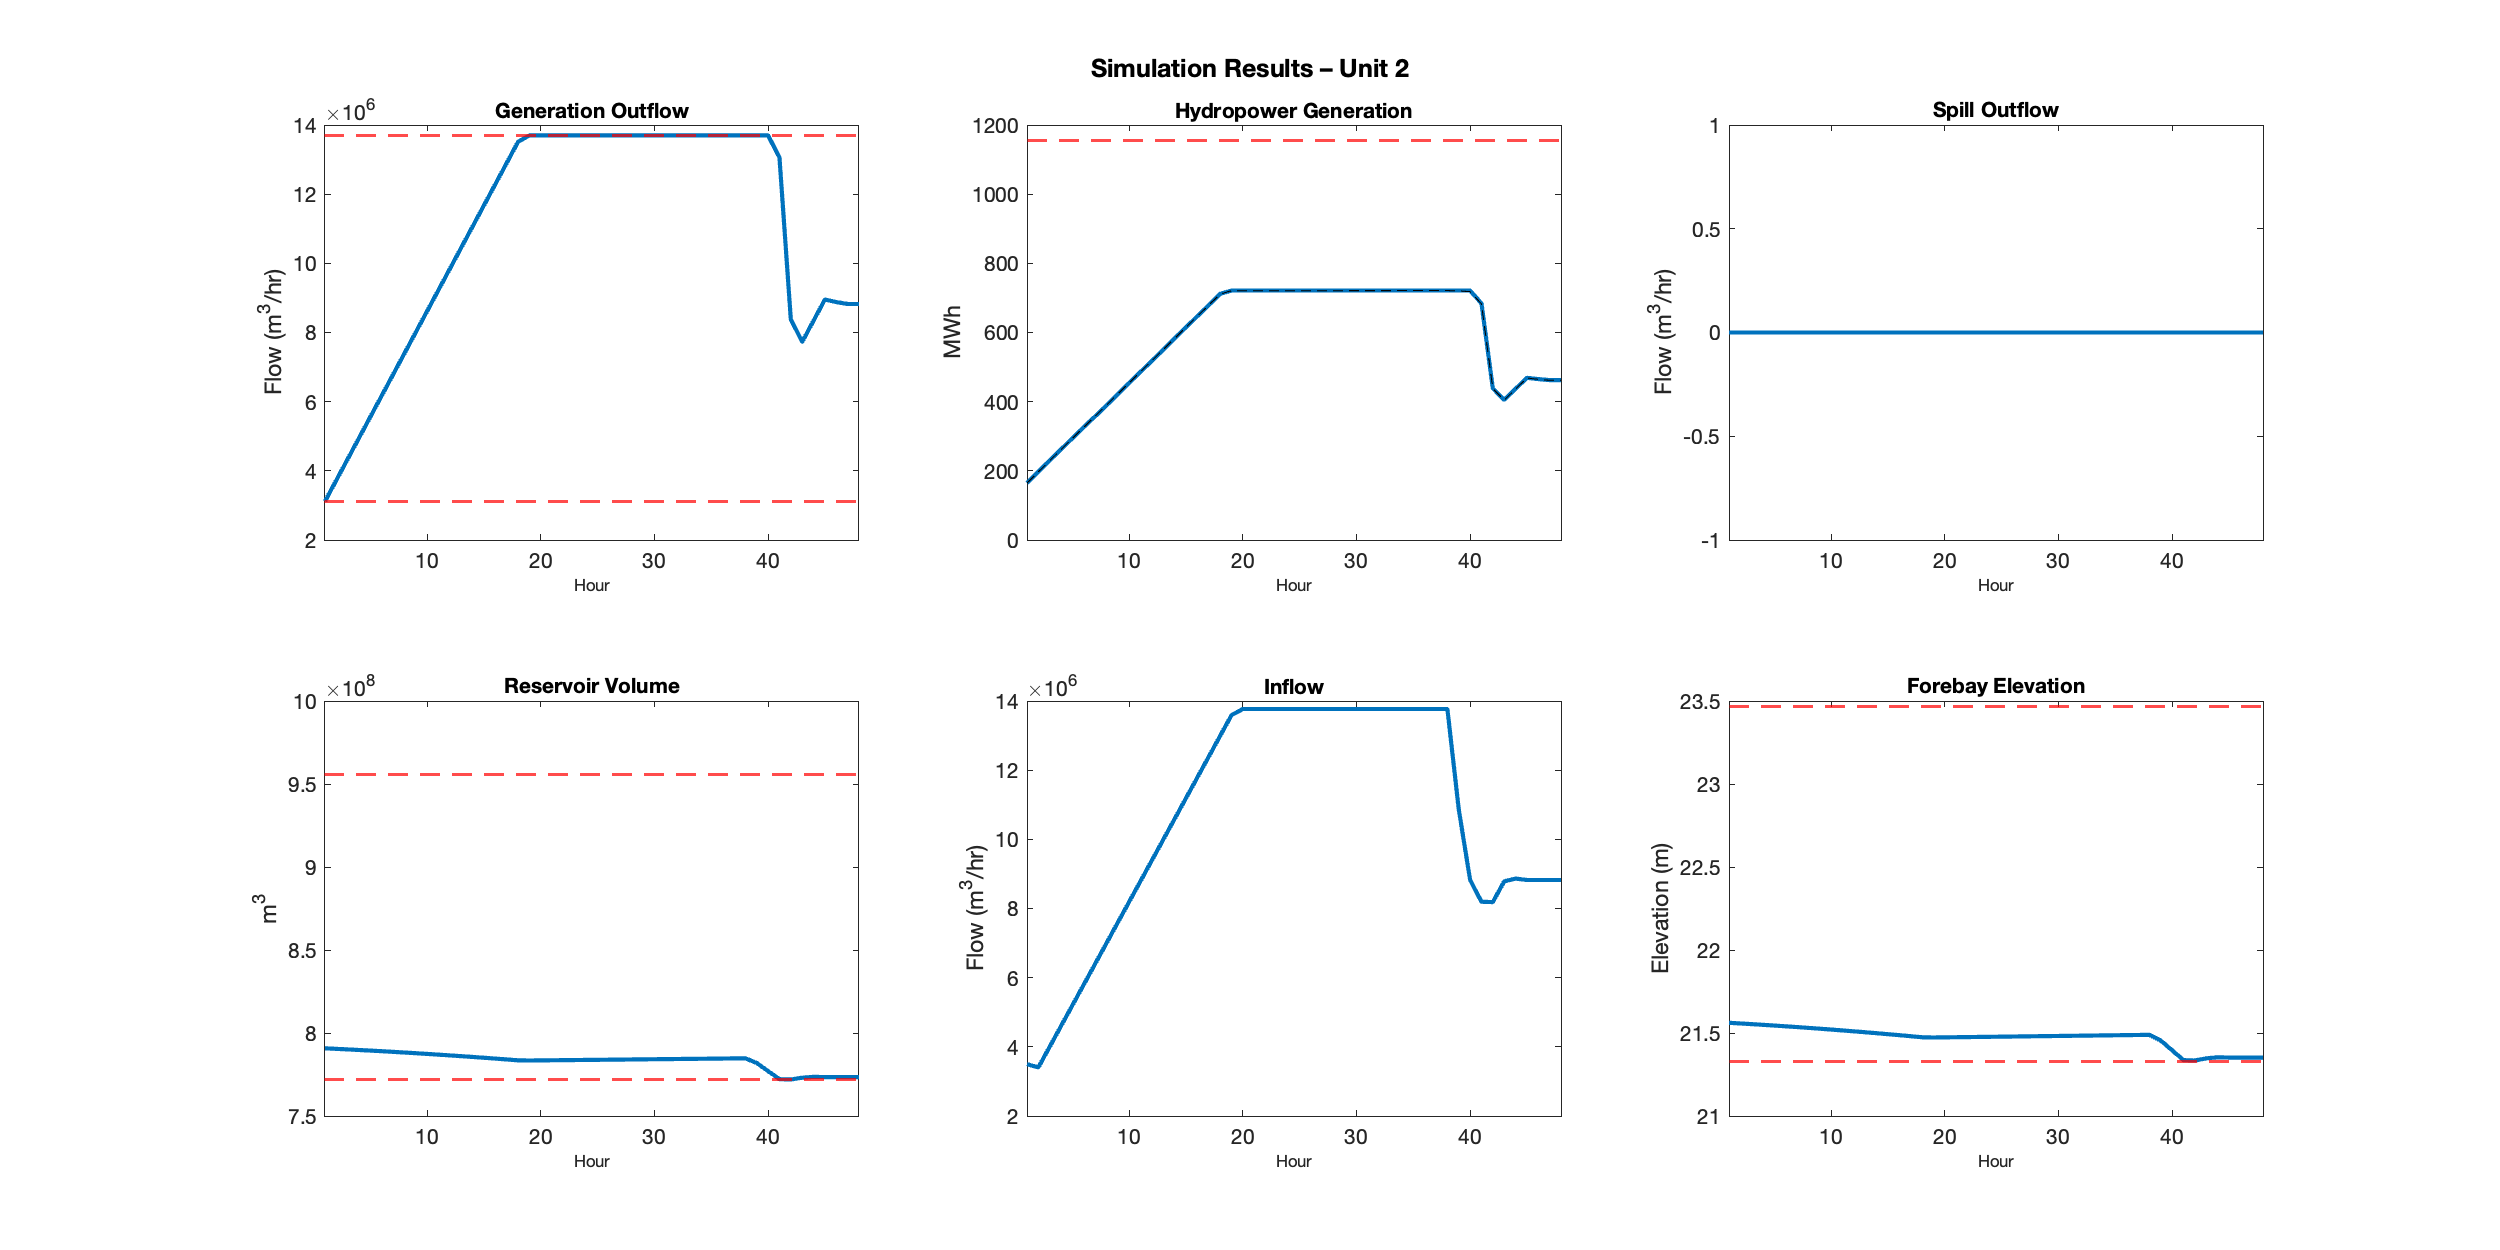 Simulation Results – Unit 2
Generation Outflow
×10^6
14
12
10
8
6
4
2
Flow (m^3/hr)
10 20 30 40
Hour
Hydropower Generation
1200
1000
800
600
400
200
0
MWh
10 20 30 40
Hour
Spill Outflow
1
0.5
0
-0.5
-1
Flow (m^3/hr)
10 20 30 40
Hour
Reservoir Volume
×10^8
10
9.5
9
8.5
8
7.5
m^3
10 20 30 40
Hour
Inflow
×10^6
14
12
10
8
6
4
2
Flow (m^3/hr)
10 20 30 40
Hour
Forebay Elevation
23.5
23
22.5
22
21.5
21
Elevation (m)
10 20 30 40
Hour